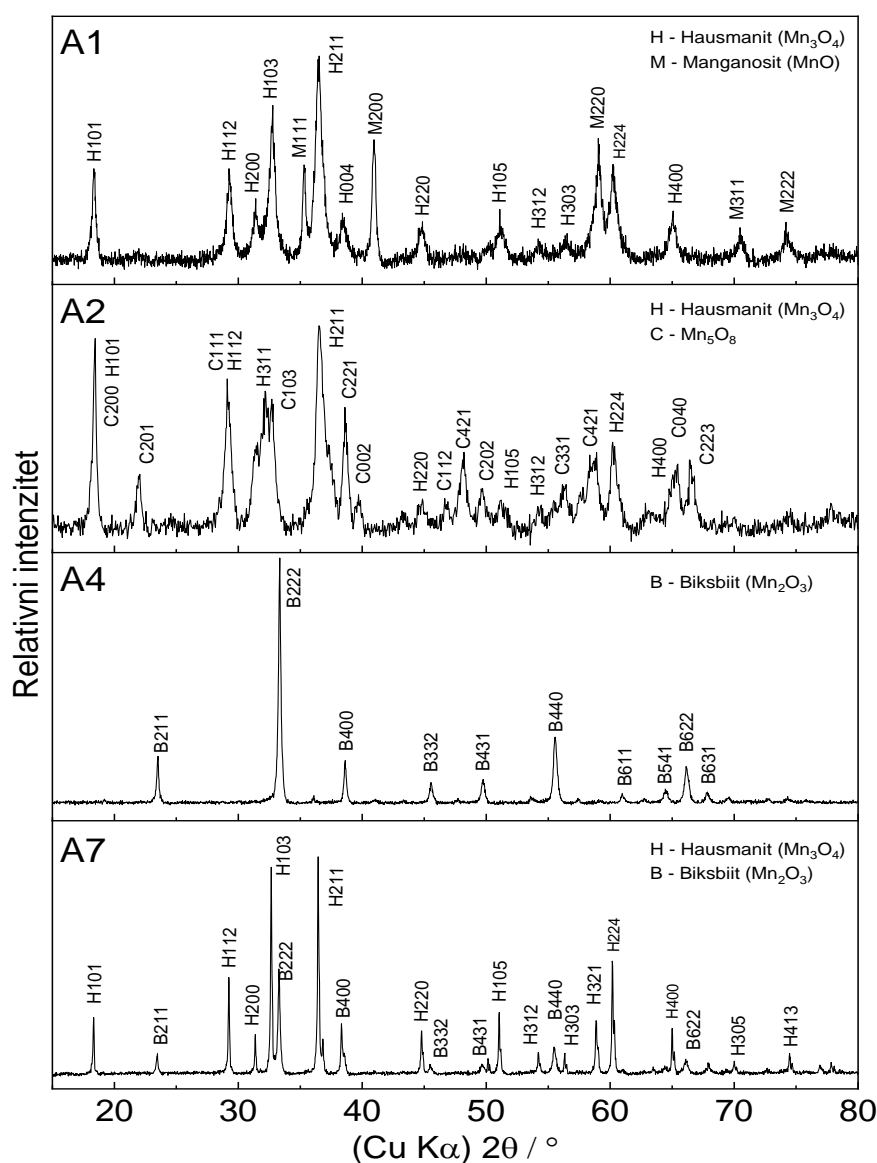 A1
H - Hausmanit (Mn₃O₄)
M - Manganosit (MnO)
H101
H112
H200
H103
M111
H211
H004
M200
H220
H105
H312
H303
M220
H224
H400
M311
M222
A2
H - Hausmanit (Mn₃O₄)
C - Mn₅O₈
C200
H101
C201
C111
H112
H311
C103
H211
C221
C002
H220
C112
C421
C202
H105
H312
C331
C421
H224
H400
C040
C223
A4
B - Biksbiit (Mn₂O₃)
B211
B222
B400
B332
B431
B440
B611
B541
B622
B631
A7
H - Hausmanit (Mn₃O₄)
B - Biksbiit (Mn₂O₃)
H101
B211
H112
H200
H103
B222
H211
B400
H220
B332
B431
H105
H312
B440
H303
H321
H224
H400
B622
H305
H413
Relativni intenzitet
20 30 40 50 60 70 80
(Cu Kα) 2θ / °